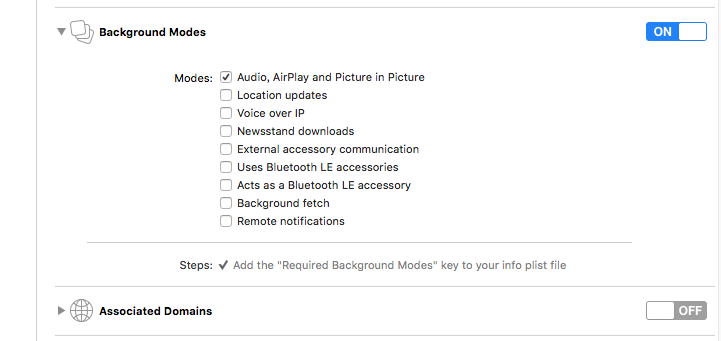 Background Modes
ON
Modes: Audio, AirPlay and Picture in Picture
Location updates
Voice over IP
Newsstand downloads
External accessory communication
Uses Bluetooth LE accessories
Acts as a Bluetooth LE accessory
Background fetch
Remote notifications
Steps: ✔ Add the "Required Background Modes" key to your info plist file
Associated Domains
OFF